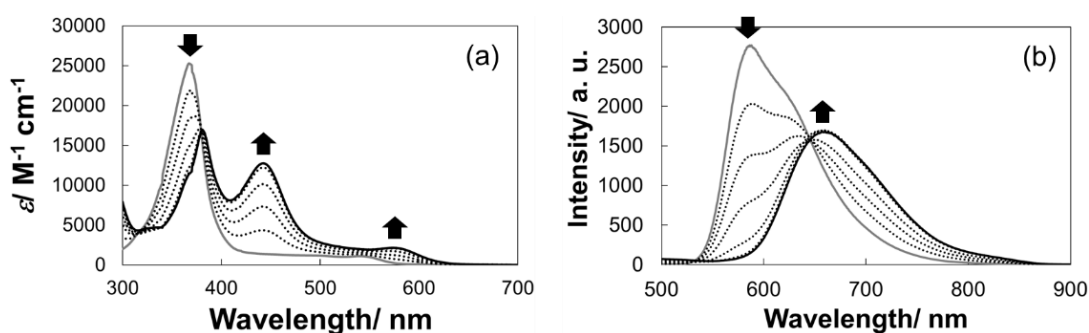 (a)
ε/ M-1 cm-1
30000
25000
20000
15000
10000
5000
0
300 400 500 600 700
Wavelength/ nm
(b)
Intensity/ a. u.
3000
2500
2000
1500
1000
500
0
500 600 700 800 900
Wavelength/ nm